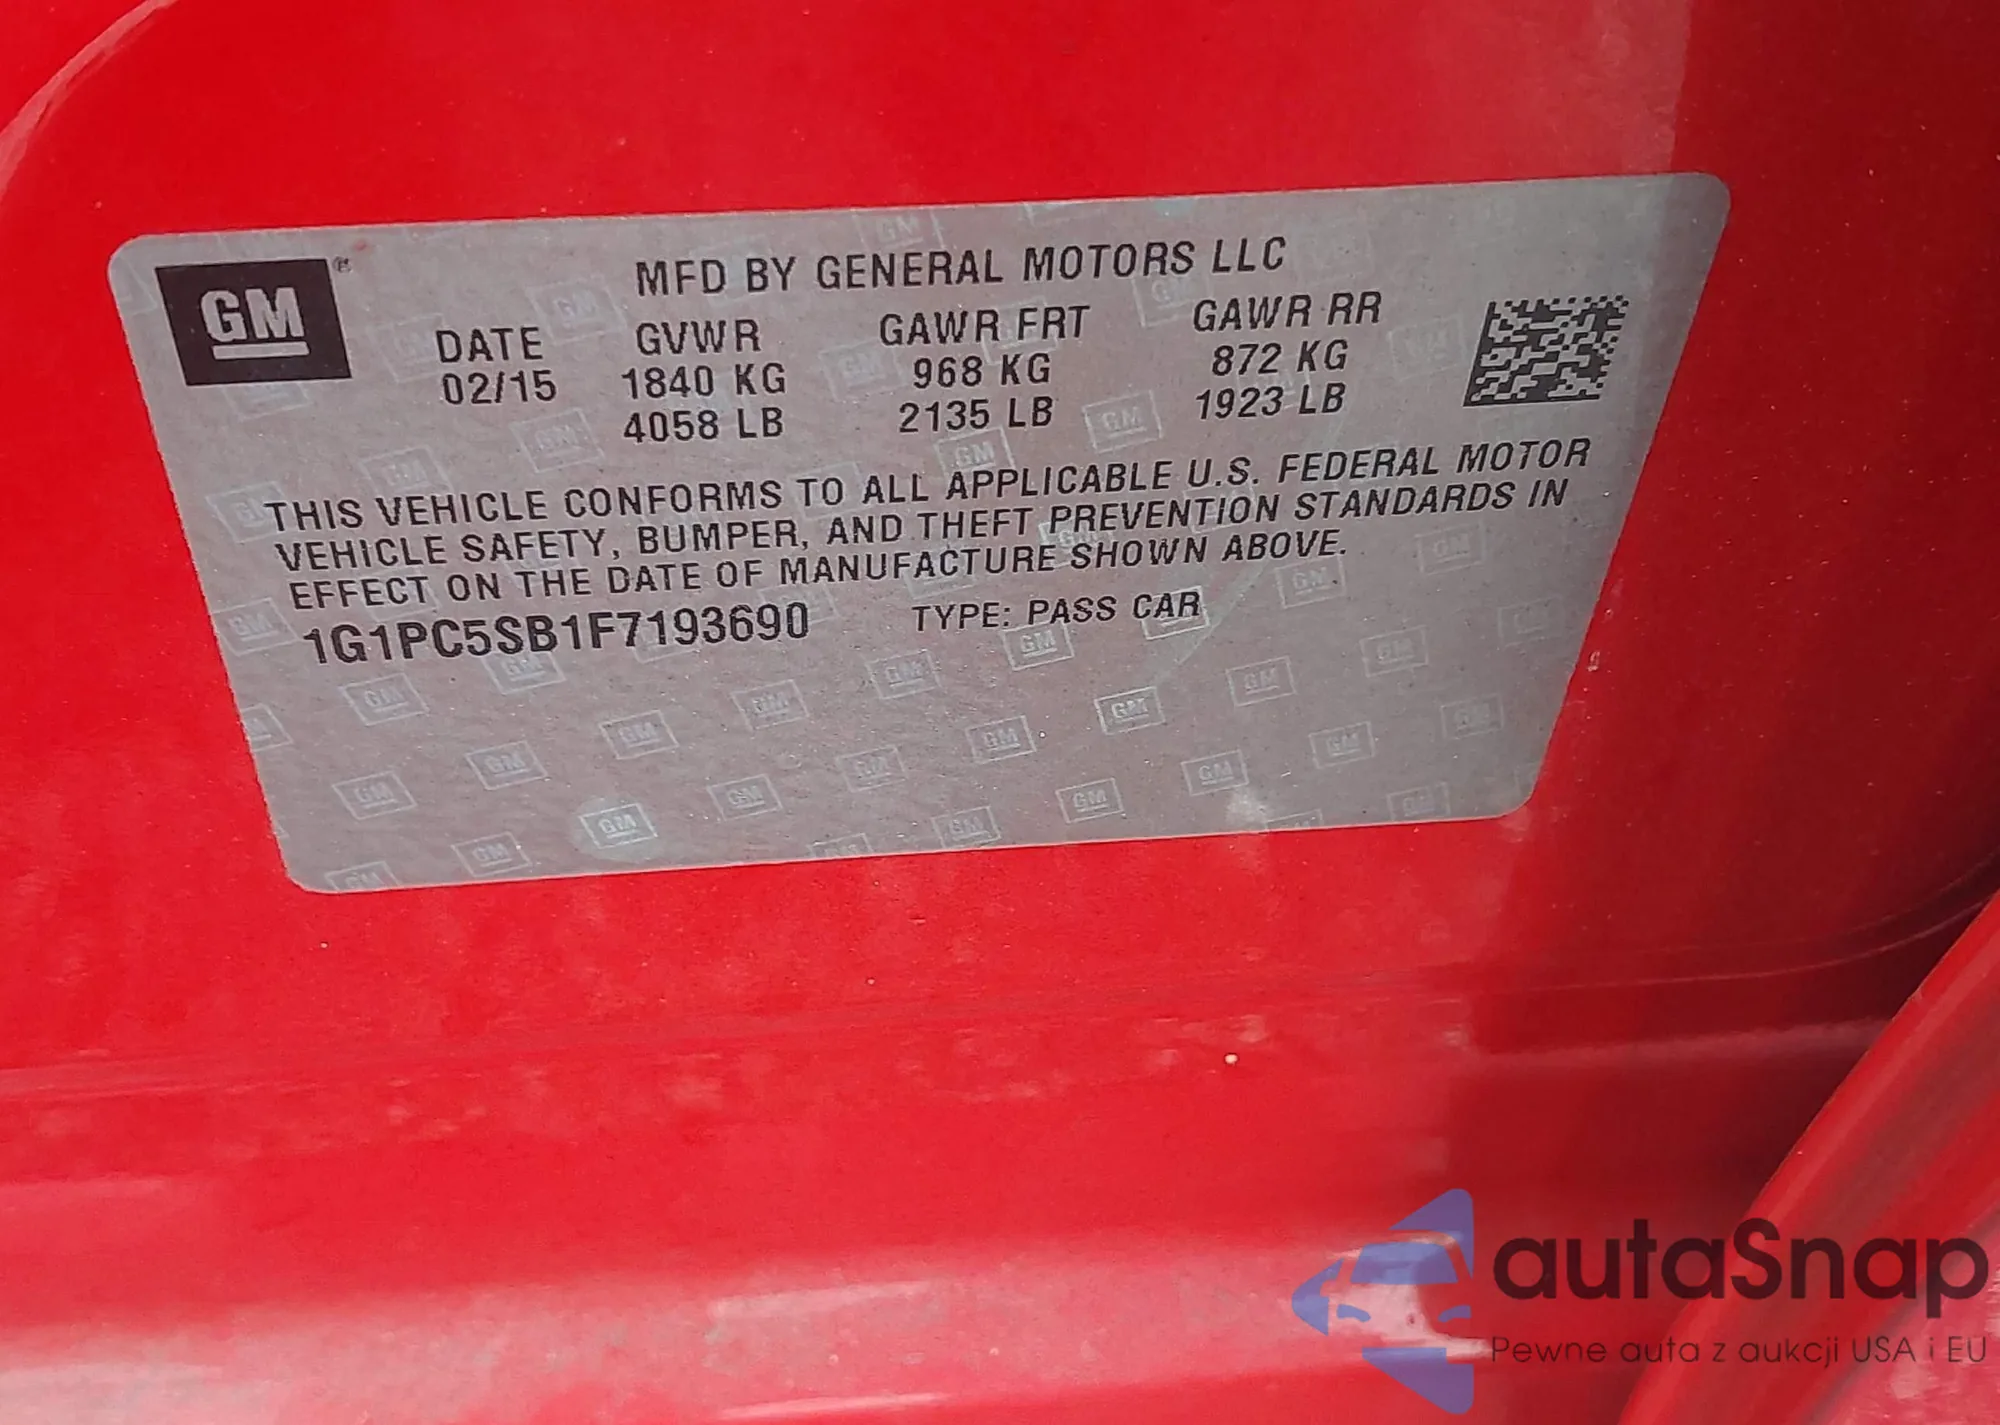 GM®
MFD BY GENERAL MOTORS LLC
DATE GVWR GAWR FRT GAWR RR
02/15 1840 KG 968 KG 872 KG
4058 LB 2135 LB 1923 LB
THIS VEHICLE CONFORMS TO ALL APPLICABLE U.S. FEDERAL MOTOR
VEHICLE SAFETY, BUMPER, AND THEFT PREVENTION STANDARDS IN
EFFECT ON THE DATE OF MANUFACTURE SHOWN ABOVE.
1G1PC5SB1F7193690 TYPE: PASS CAR
autaSnap
Pewne auta z aukcji USA i EU